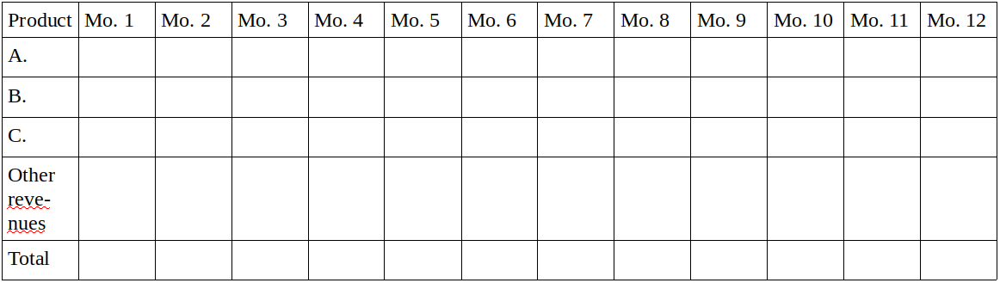 Product Mo. 1 Mo. 2 Mo. 3 Mo. 4 Mo. 5 Mo. 6 Mo. 7 Mo. 8 Mo. 9 Mo. 10 Mo. 11 Mo. 12
A.
B.
C.
Other
reve-
nues
Total